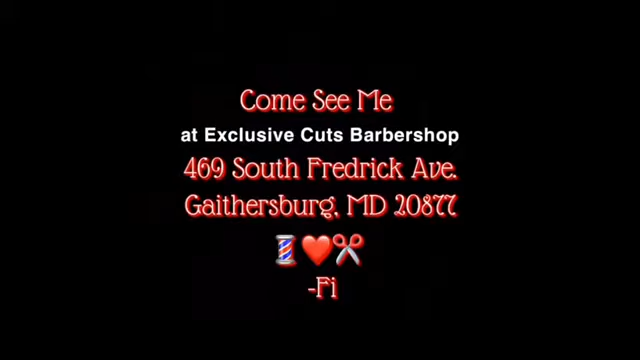 Come See Me
at Exclusive Cuts Barbershop
469 South Fredrick Ave.
Gaithersburg, MD 20877
💈❤️✂️
-Fi